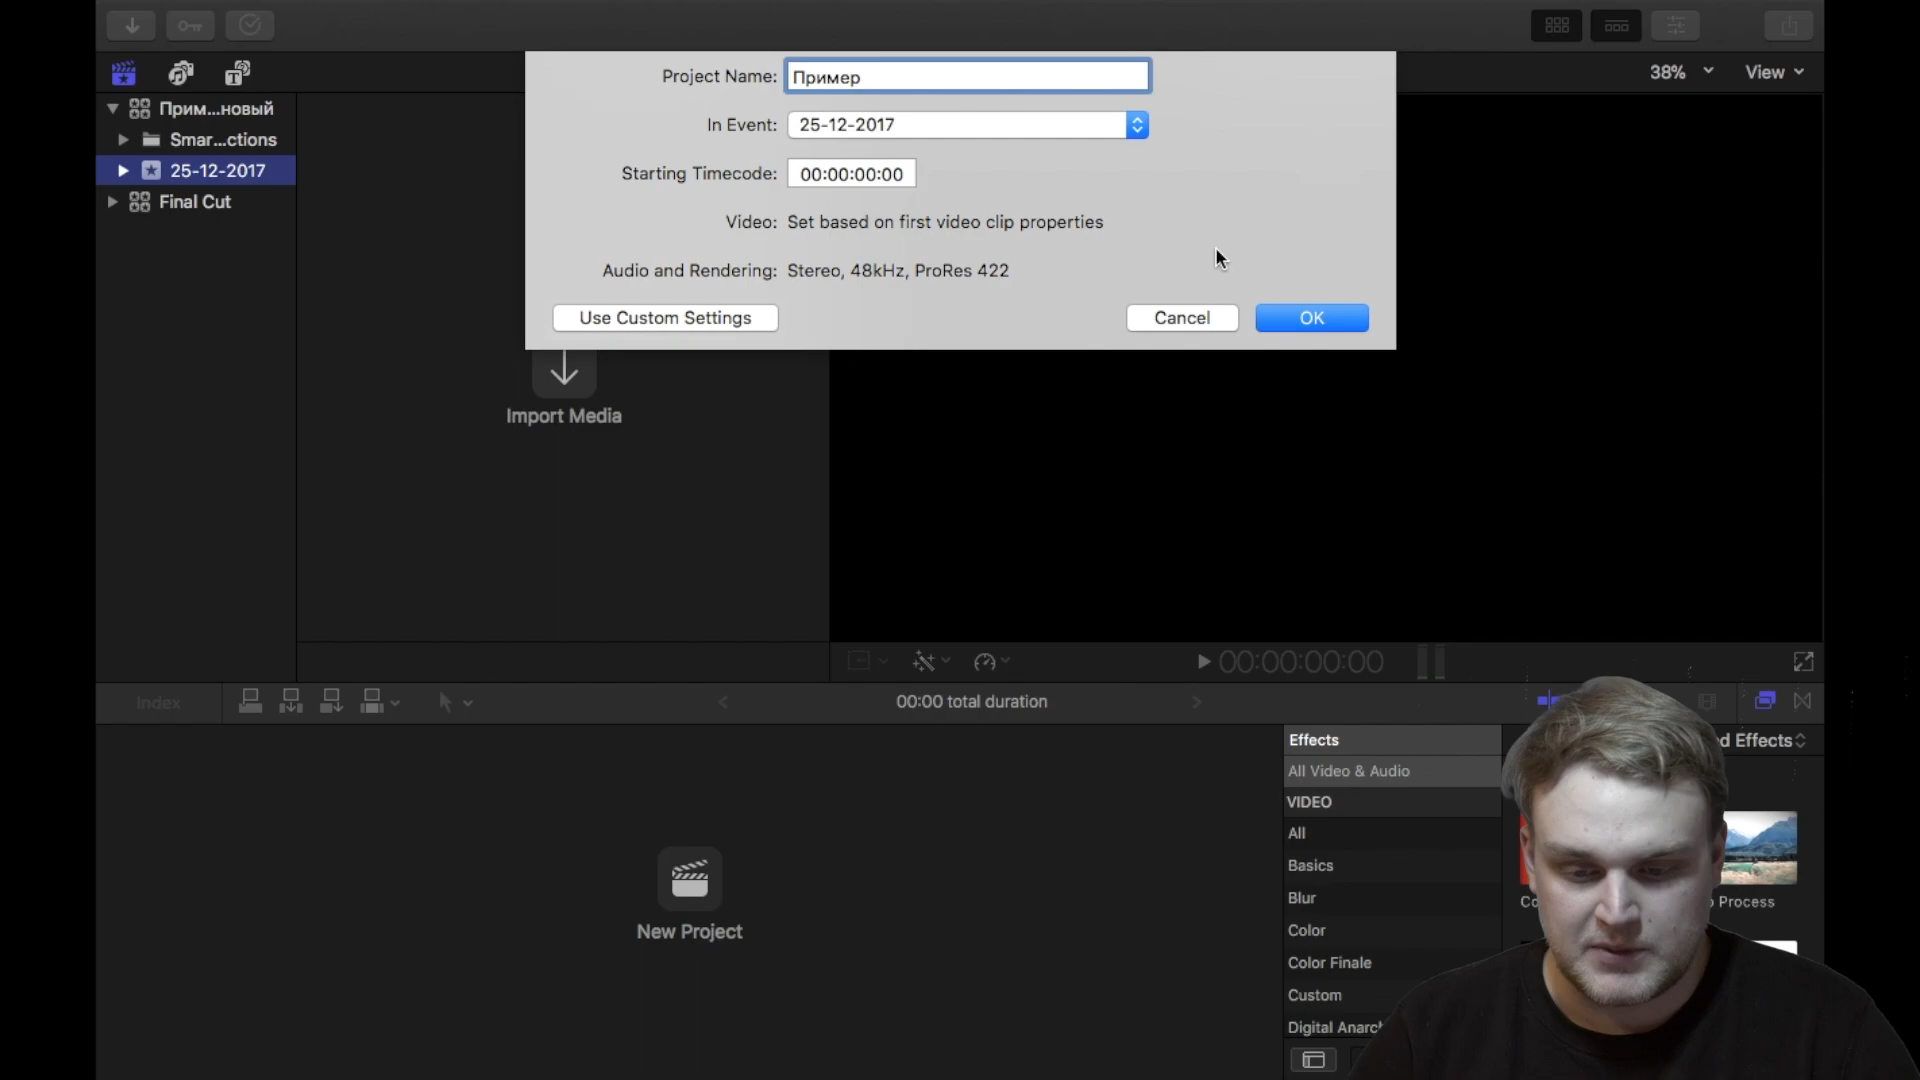 Project Name: Пример
38% View
In Event: 25-12-2017
Прим...новый
Smar...ctions
25-12-2017
Final Cut
Starting Timecode: 00:00:00:00
Video: Set based on first video clip properties
Audio and Rendering: Stereo, 48kHz, ProRes 422
Use Custom Settings Cancel OK
Import Media
00:00:00:00
Index 00:00 total duration
Effects d Effects
All Video & Audio
VIDEO
All
Basics
Blur
Color
Color Finale
Custom
Process
New Project